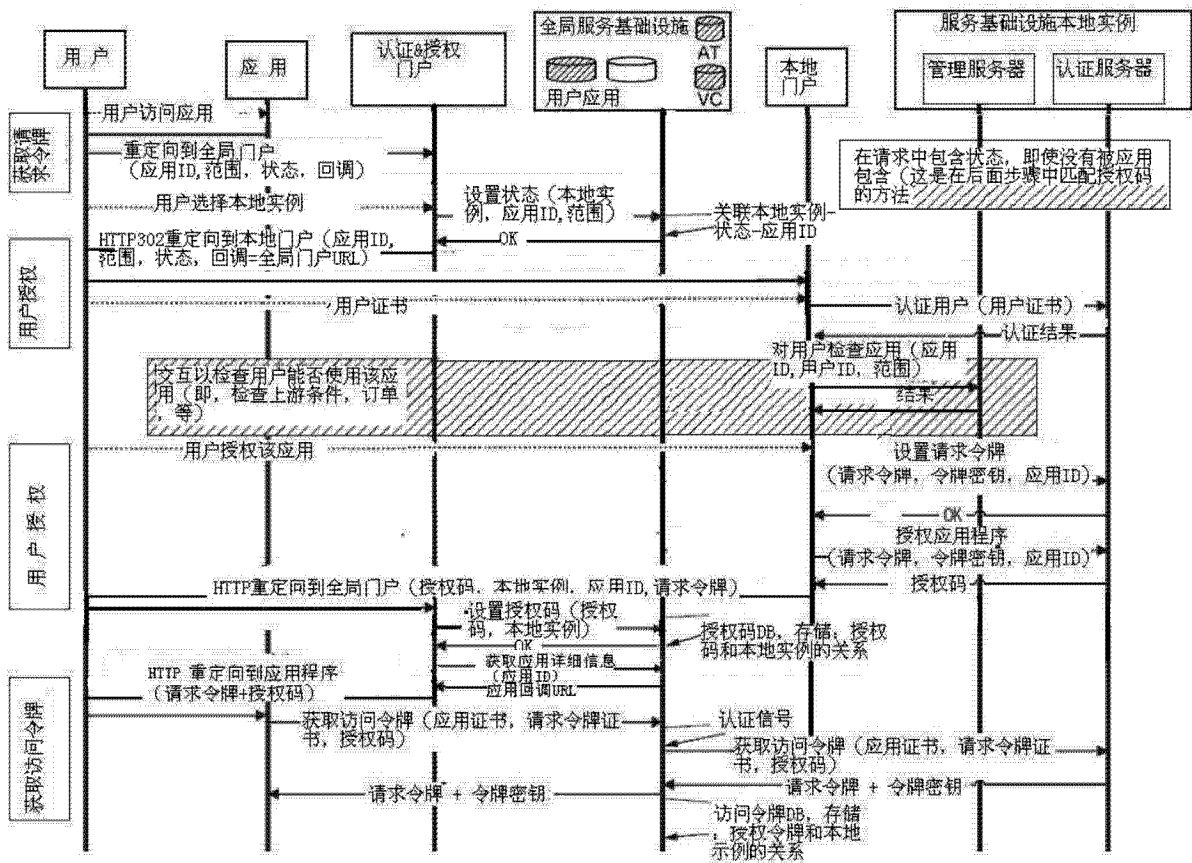 用户
应用
认证&授权
门户
全局服务基础设施
AT
用户应用
VC
本地
门户
服务基础设施本地实例
管理服务器
认证服务器
获取请
求令牌
用户访问应用
重定向到全局门户
(应用ID,范围，状态，回调)
用户选择本地实例
设置状态（本地实
例，应用ID,范围）
关联本地实例-
状态-应用ID
OK
在请求中包含状态，即使没有被应用
包含（这是在后面步骤中匹配授权码
的方法
用户授权
HTTP302重定向到本地门户（应用ID,
范围，状态，回调=全局门户URL）
用户证书
认证用户（用户证书）
认证结果
对用户检查应用（应用
ID,用户ID，范围）
结果
交互以检查用户能否使用该应
用（即，检查上游条件，订单
，等）
用户授权
用户授权该应用
设置请求令牌
(请求令牌，令牌密钥，应用ID)
OK
授权应用程序
(请求令牌，令牌密钥，应用ID)
授权码
HTTP重定向到全局门户（授权码，本地实例，应用ID,请求令牌）
设置授权码（授权
码，本地实例）
OK
授权码DB，存储：授权
码和本地实例的关系
获取应用详细信息
（应用ID）
应用回调URL
HTTP 重定向到应用程序
（请求令牌+授权码）
获取访问令牌
获取访问令牌（应用证书，请求令牌证
书，授权码）
认证信号
获取访问令牌（应用证书，请求令牌证
书，授权码）
请求令牌 + 令牌密钥
请求令牌 + 令牌密钥
访问令牌DB，存储
：授权令牌和本地
示例的关系